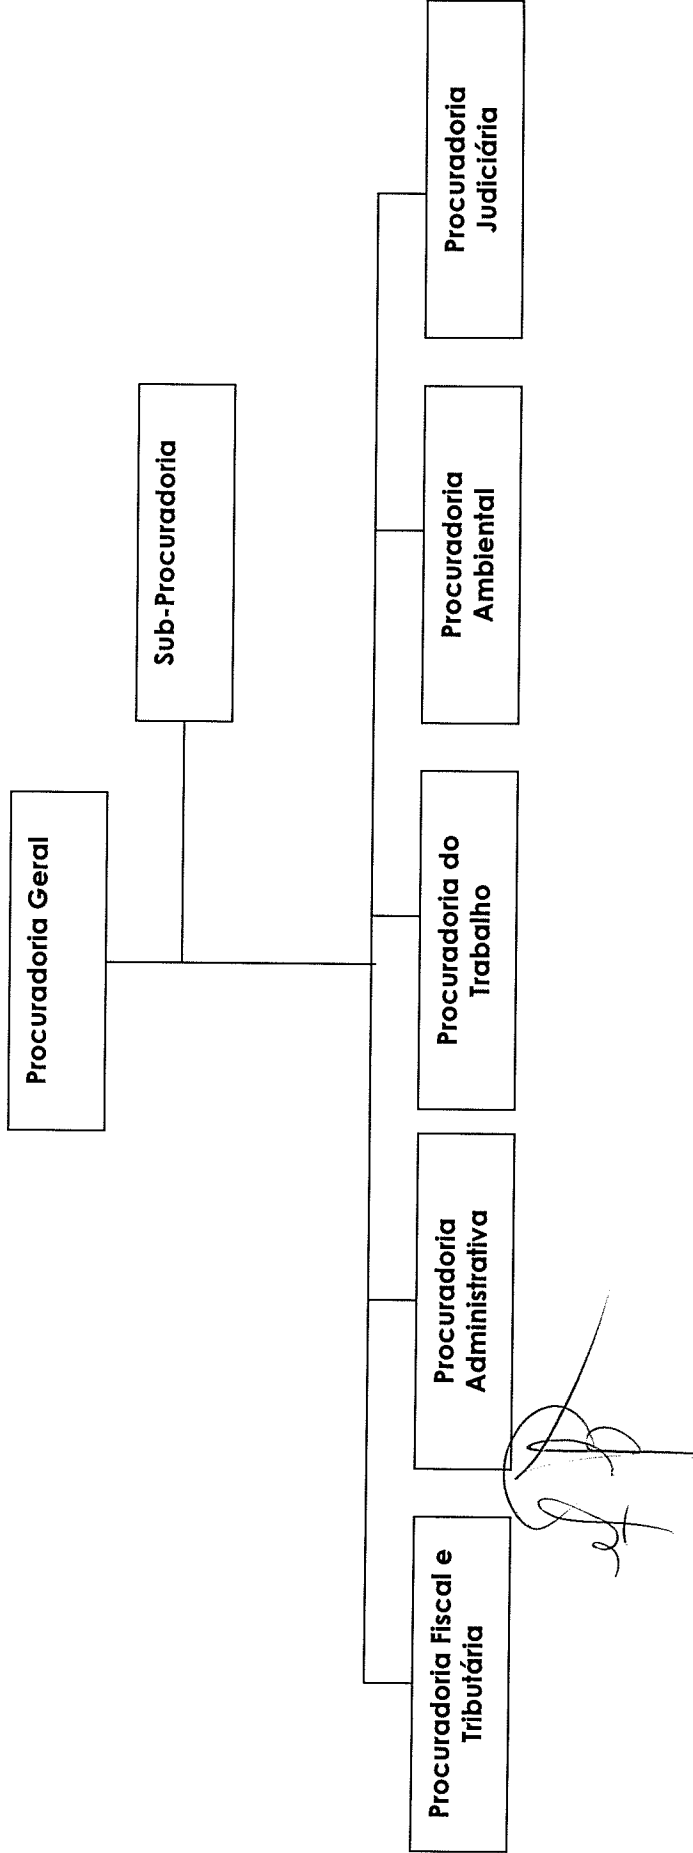 Procuradoria Geral
Sub-Procuradoria
Procuradoria Fiscal e
Tributária
Procuradoria
Administrativa
Procuradoria do
Trabalho
Procuradoria
Ambiental
Procuradoria
Judiciária